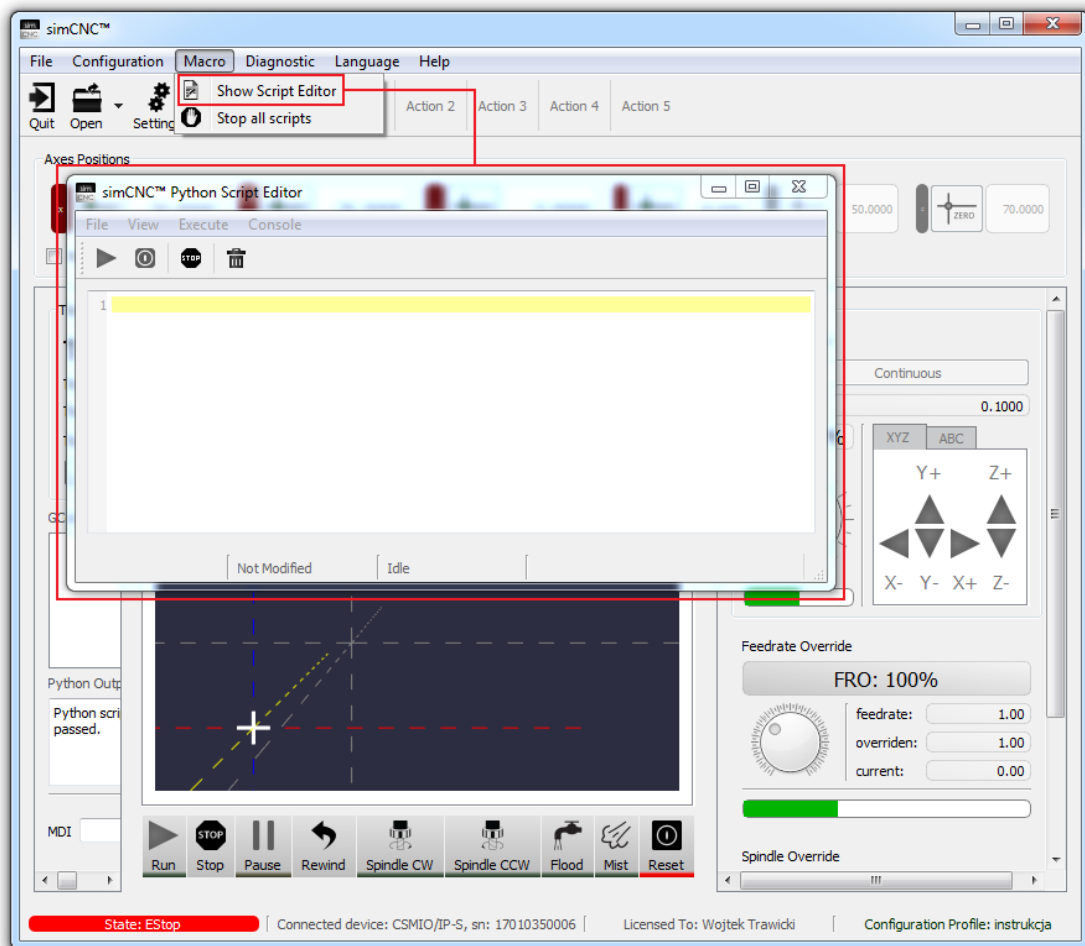 simCNC™
File Configuration Macro Diagnostic Language Help
Show Script Editor
Stop all scripts
Quit Open Setting Action 2 Action 3 Action 4 Action 5
Axes Positions
simCNC™ Python Script Editor
50.0000 ZERO 70.0000
File View Execute Console
STOP
1
Continuous
0.1000
XYZ ABC
Y+ Z+
X- Y- X+ Z-
Not Modified Idle
Feedrate Override
FRO: 100%
Python Outp
Python scri
passed.
feedrate: 1.00
overriden: 1.00
current: 0.00
MDI
STOP
Run Stop Pause Rewind Spindle CW Spindle CCW Flood Mist Reset
Spindle Override
State: EStop Connected device: CSMIO/IP-S, sn: 17010350006 Licensed To: Wojtek Trawicki Configuration Profile: instrukcja